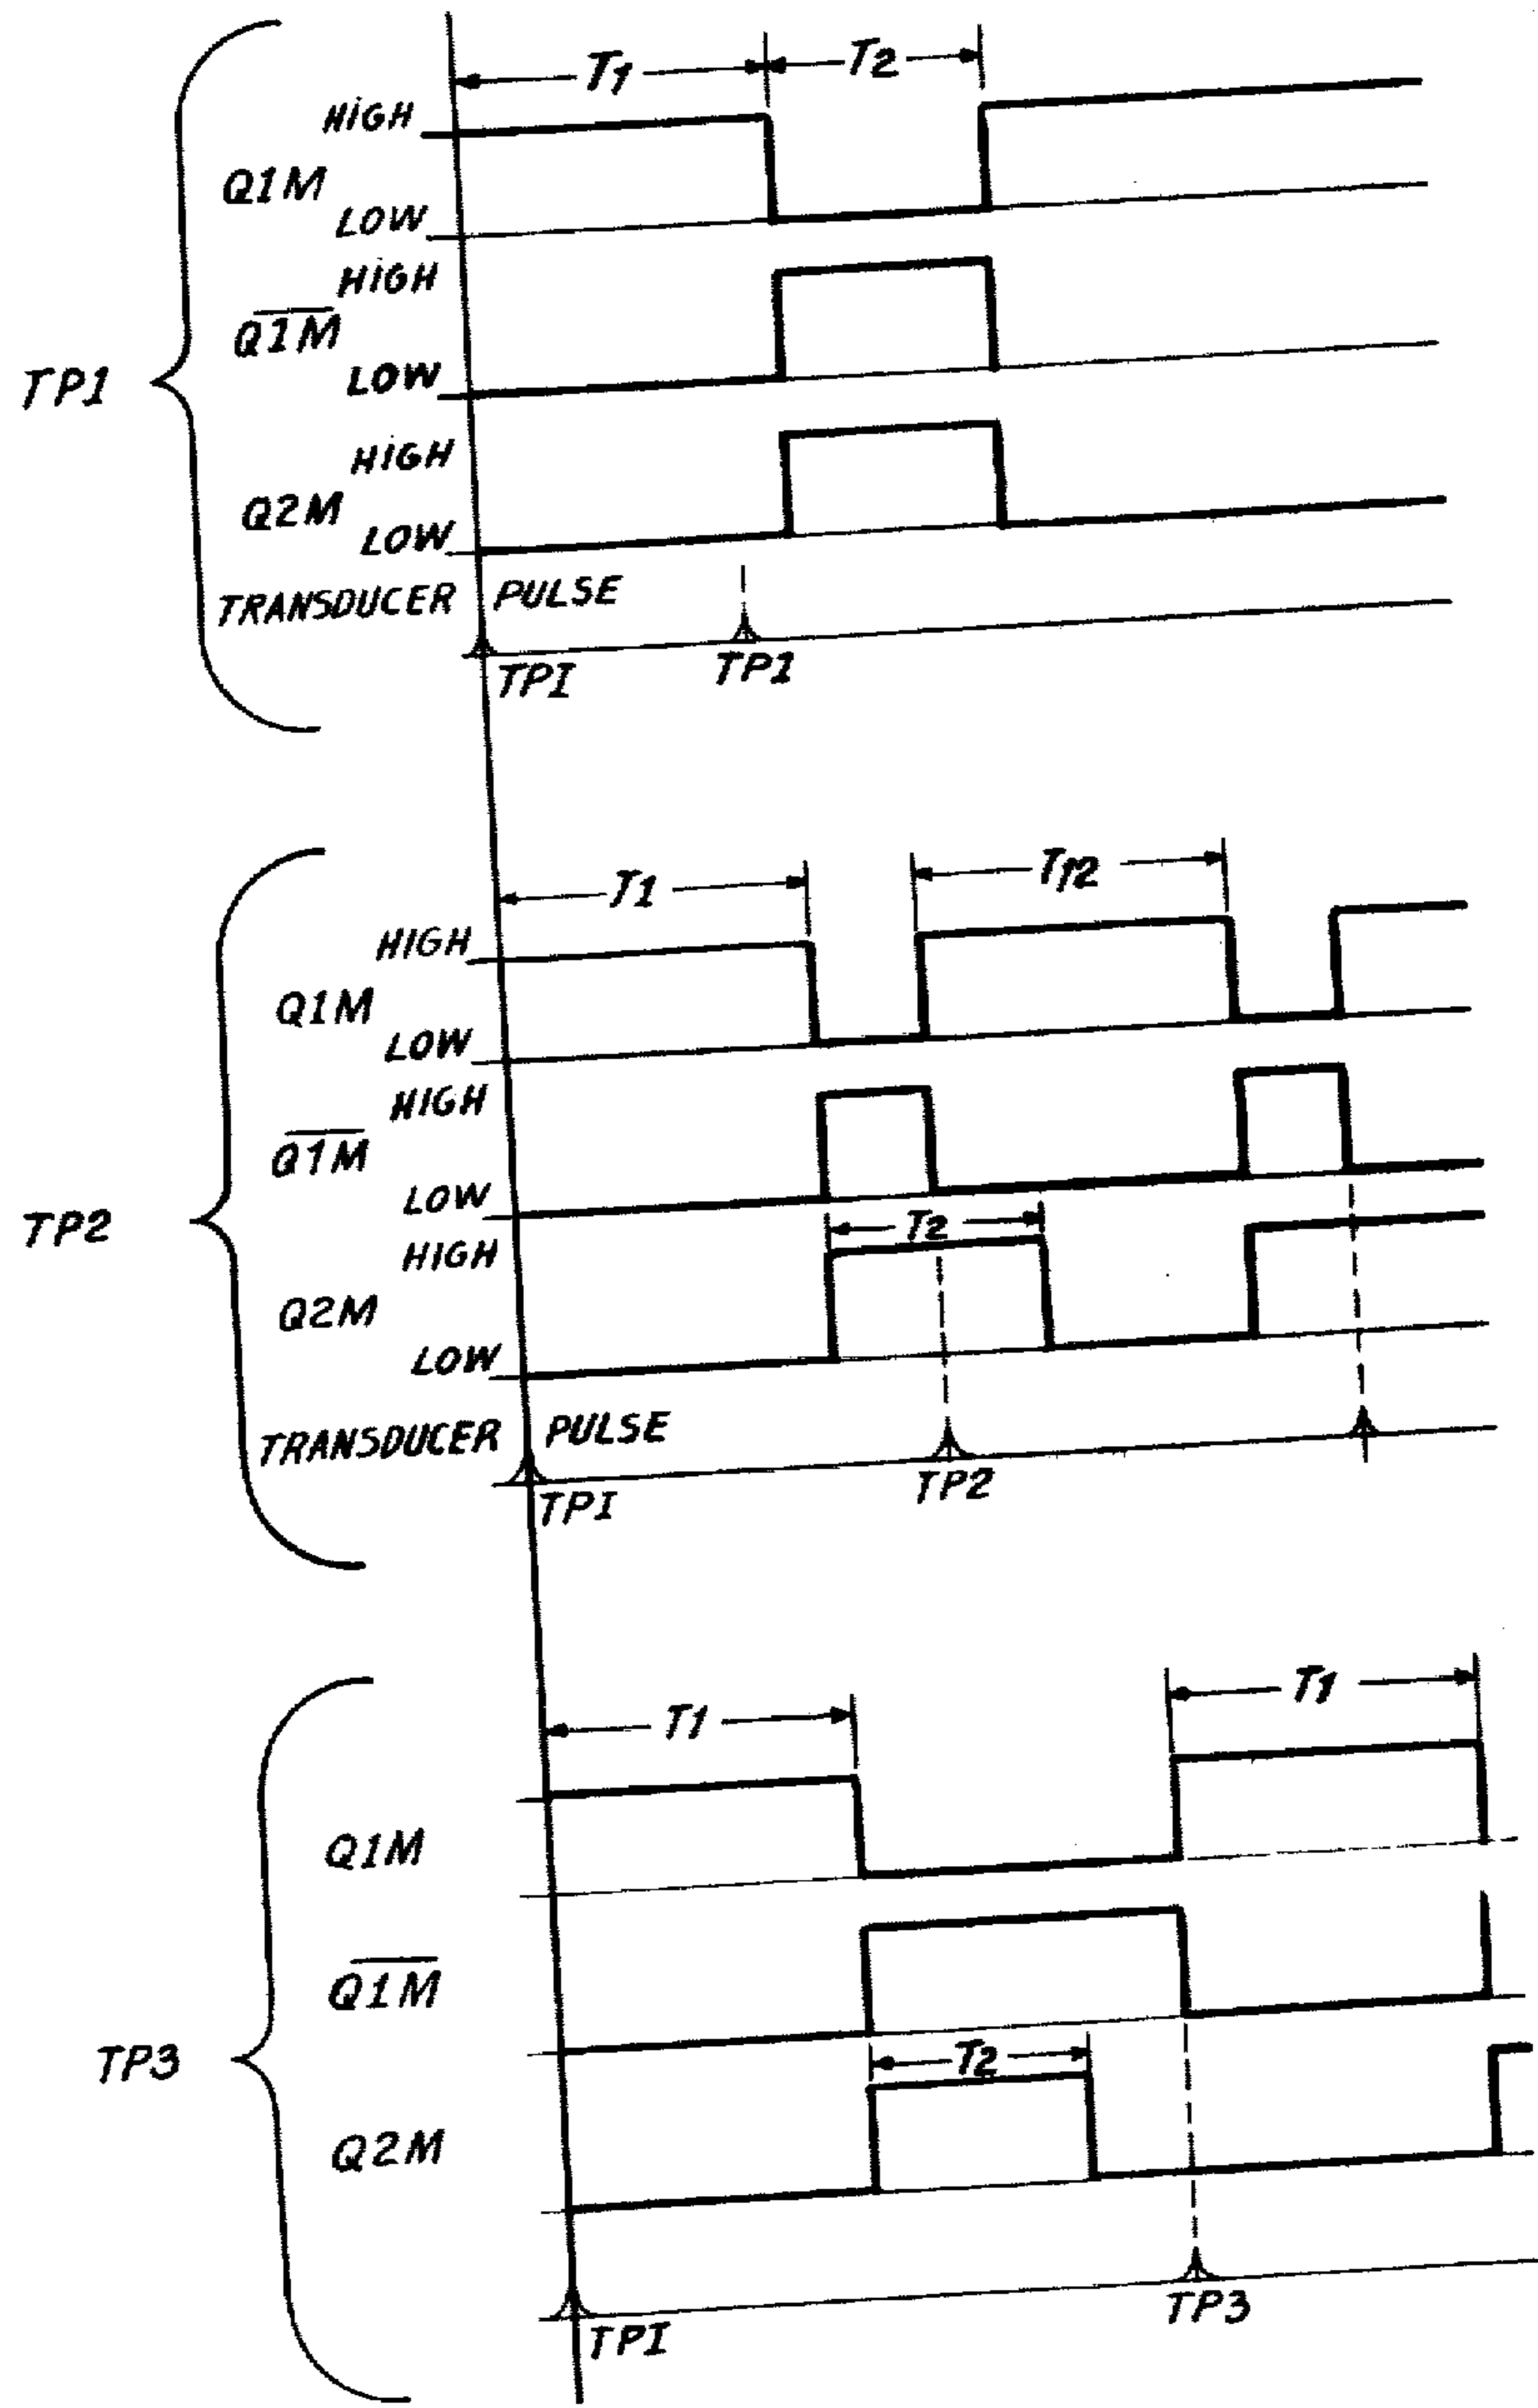 T1 T2
HIGH
Q1M
LOW
HIGH
Q1M
LOW
TP1
HIGH
Q2M
LOW
TRANSDUCER PULSE
TPI TP1
T1 T12
HIGH
Q1M
LOW
HIGH
Q1M
LOW
TP2
T2
HIGH
Q2M
LOW
TRANSDUCER PULSE
TPI TP2
T1 T1
Q1M
Q1M
TP3
T2
Q2M
TPI TP3